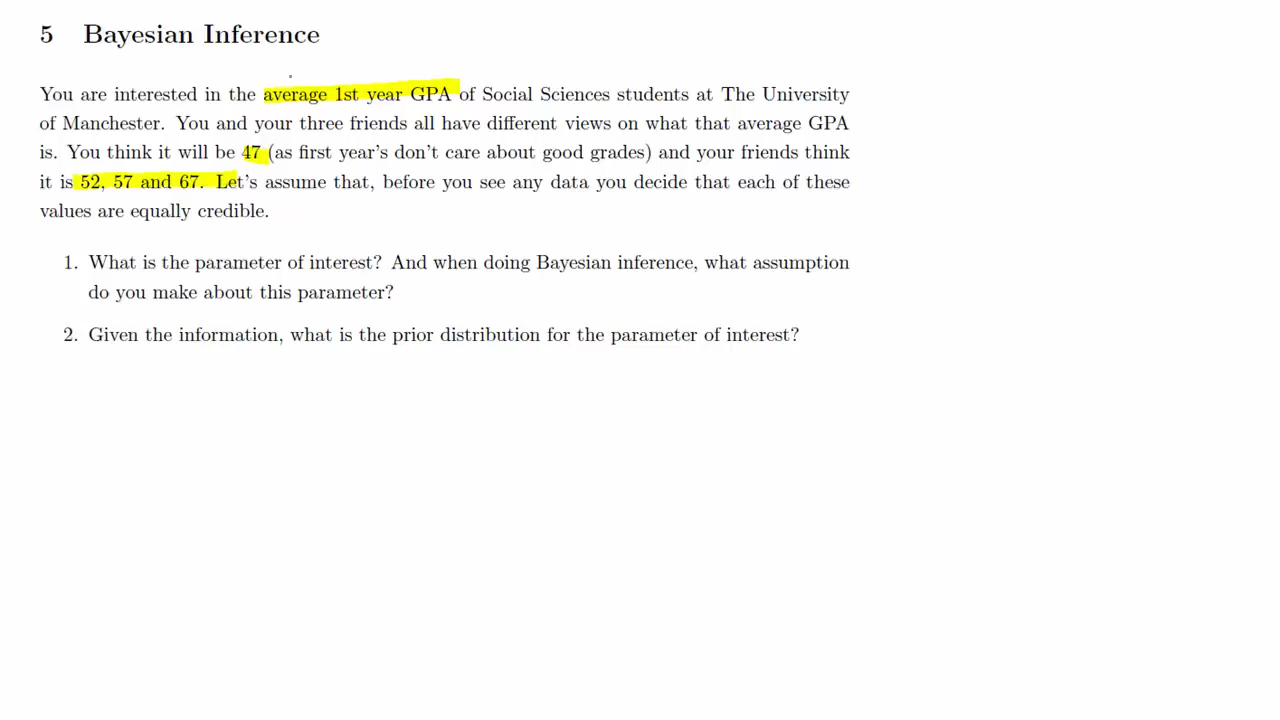 5 Bayesian Inference
You are interested in the average 1st year GPA of Social Sciences students at The University
of Manchester. You and your three friends all have different views on what that average GPA
is. You think it will be 47 (as first year's don't care about good grades) and your friends think
it is 52, 57 and 67. Let's assume that, before you see any data you decide that each of these
values are equally credible.
1. What is the parameter of interest? And when doing Bayesian inference, what assumption
do you make about this parameter?
2. Given the information, what is the prior distribution for the parameter of interest?